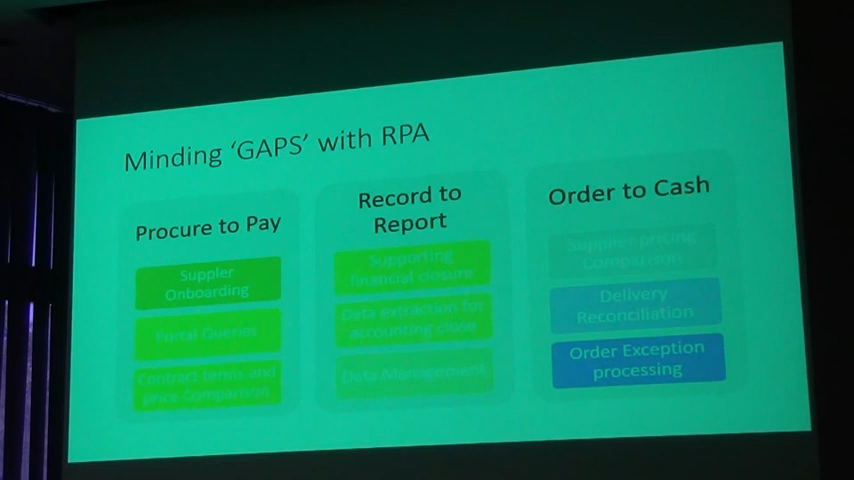 Minding ‘GAPS’ with RPA
Procure to Pay
Suppler
Onboarding
Portal Queries
Contract terms and
price Comparison
Record to
Report
Supporting
financial closure
Data extraction for
accounting close
Data Management
Order to Cash
Supplier pricing
Comparison
Delivery
Reconciliation
Order Exception
processing